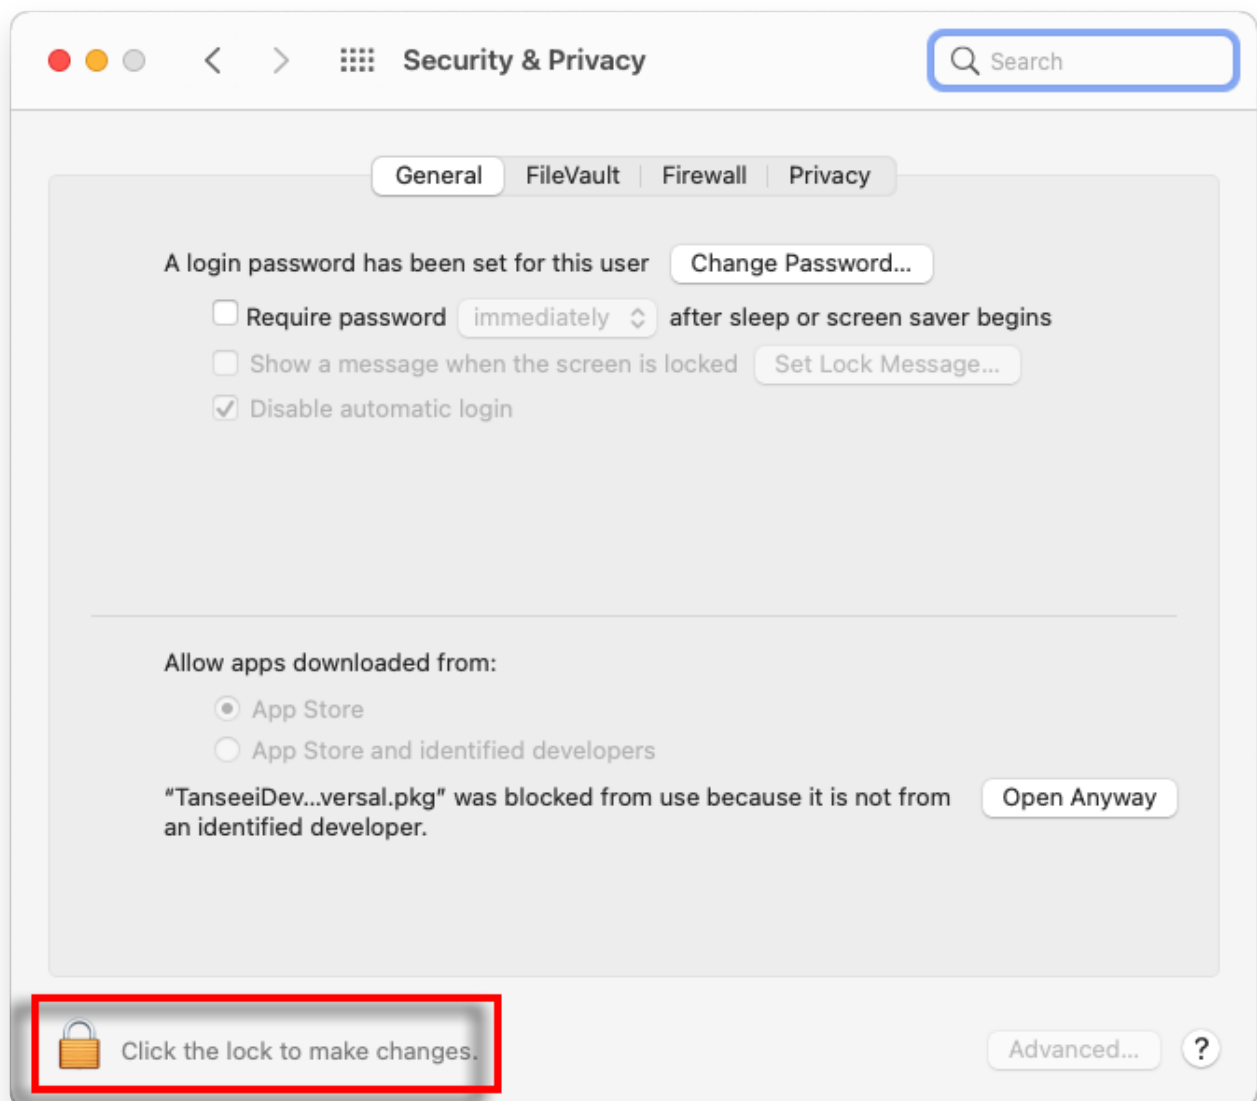 Security & Privacy
Search
General FileVault Firewall Privacy
A login password has been set for this user Change Password...
Require password immediately after sleep or screen saver begins
Show a message when the screen is locked Set Lock Message...
Disable automatic login
Allow apps downloaded from:
App Store
App Store and identified developers
“TanseeiDev...versal.pkg” was blocked from use because it is not from Open Anyway
an identified developer.
Click the lock to make changes.
Advanced... ?